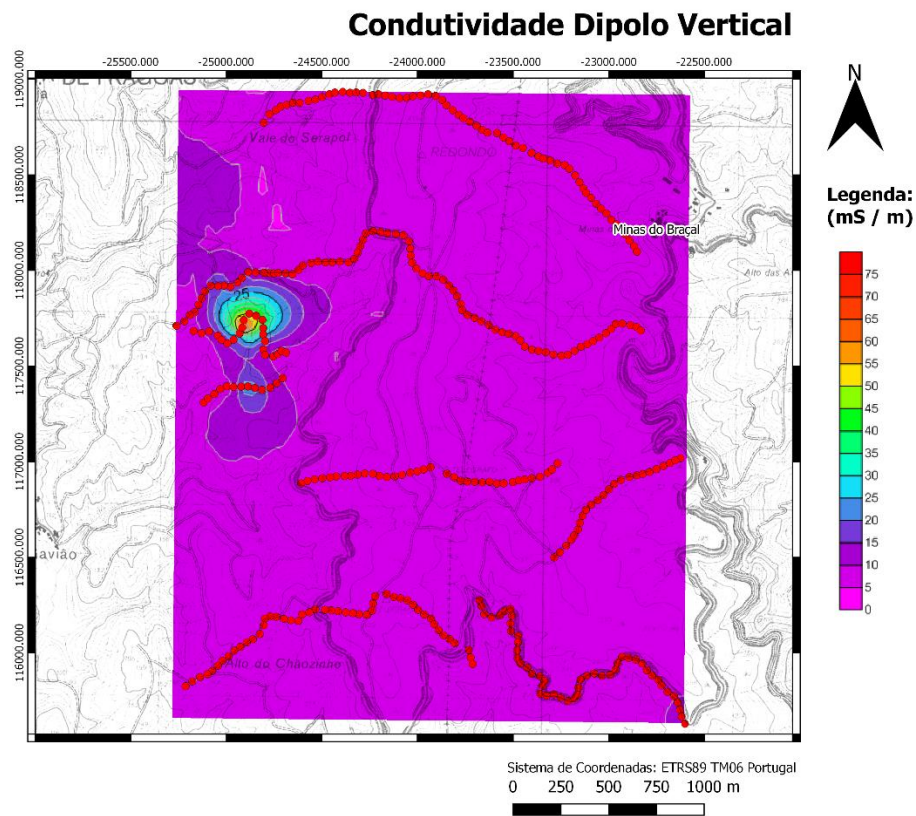 Condutividade Dipolo Vertical
-25500.000 -25000.000 -24500.000 -24000.000 -23500.000 -23000.000 -22500.000
119000.000
118500.000
118000.000
117500.000
117000.000
116500.000
116000.000
Vale do Serapol
REDONDO
Minas do Braçal
Alto das A
25
avião
N
Legenda:
(mS / m)
75
70
65
60
55
50
45
40
35
30
25
20
15
10
5
0
Sistema de Coordenadas: ETRS89 TM06 Portugal
0 250 500 750 1000 m